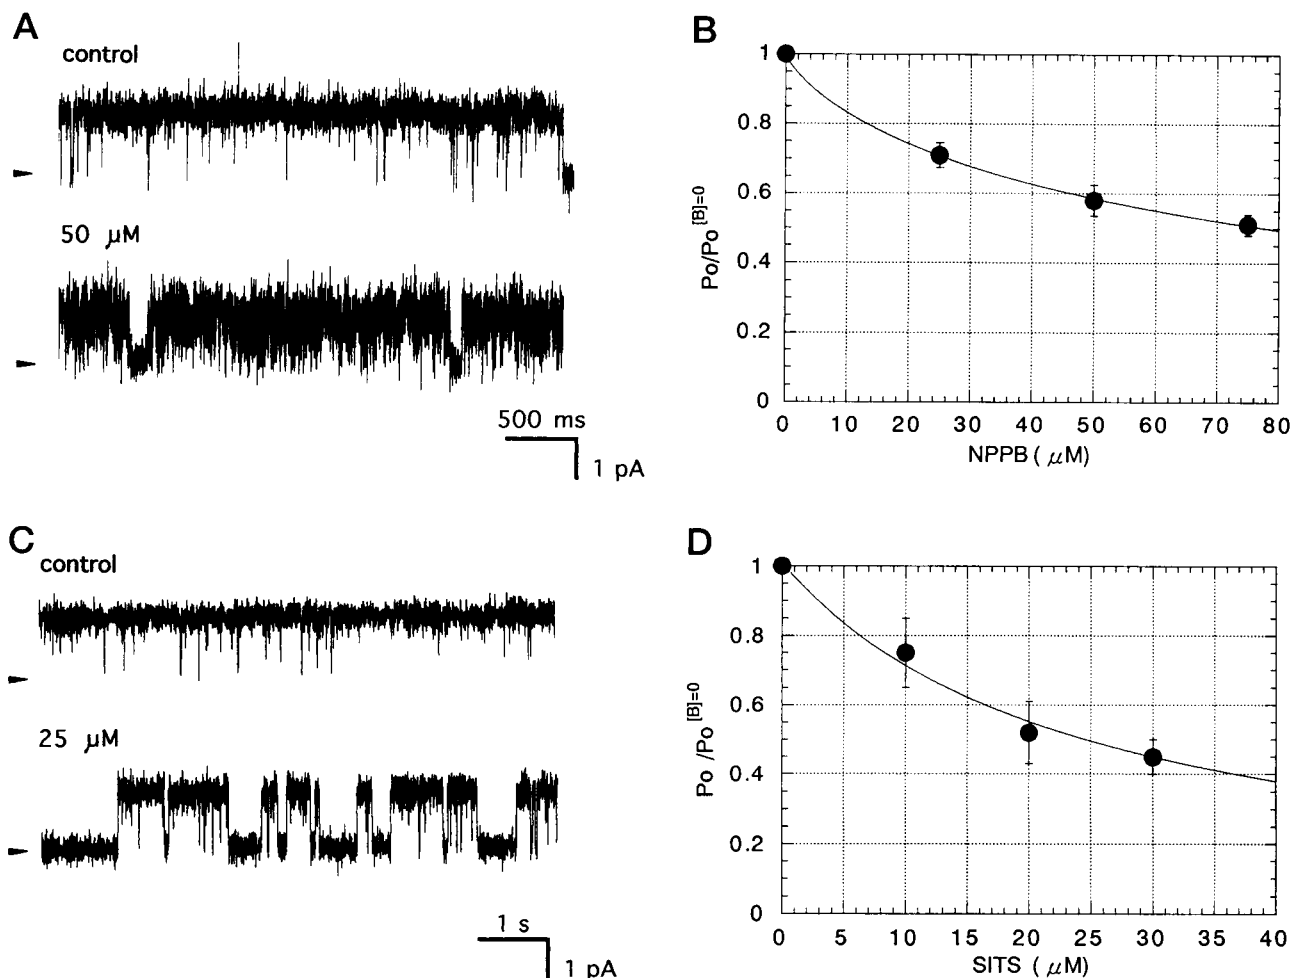 A
control
50 μM
500 ms
1 pA
B
1
0.8
0.6
0.4
0.2
0
Po/Po[B]=0
0 10 20 30 40 50 60 70 80
NPPB ( μM)
C
control
25 μM
1 s
1 pA
D
1
0.8
0.6
0.4
0.2
0
Po /Po[B]=0
0 5 10 15 20 25 30 35 40
SITS ( μM)